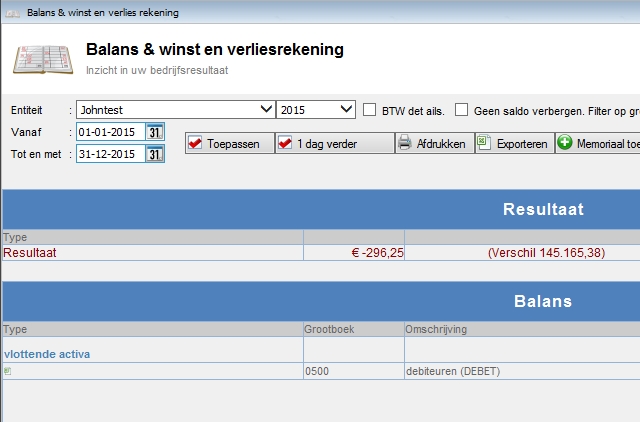 Balans & winst en verlies rekening
Balans & winst en verliesrekening
Inzicht in uw bedrijfsresultaat
Entiteit : Johntest 2015 BTW det ails. Geen saldo verbergen. Filter op gr
Vanaf : 01-01-2015 31
Tot en met : 31-12-2015 31
Toepassen 1 dag verder Afdrukken Exporteren Memoriaal toe
Resultaat
Type
Resultaat € -296,25 (Verschil 145.165,38)
Balans
Type Grootboek Omschrijving
vlottende activa
0500 debiteuren (DEBET)